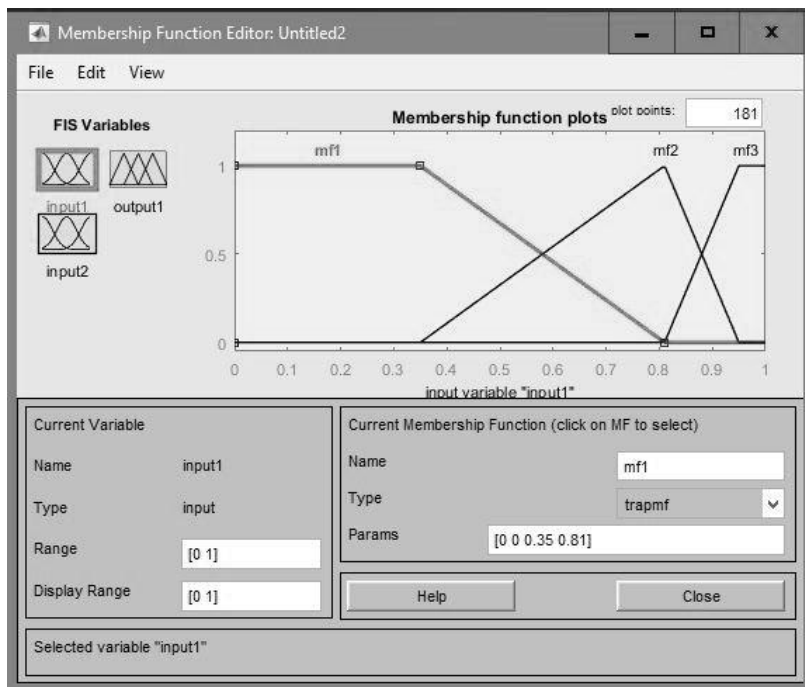 Membership Function Editor: Untitled2
File Edit View
FIS Variables
input1
output1
input2
Membership function plots
plot points:
181
mf1
mf2
mf3
1
0.5
0
0 0.1 0.2 0.3 0.4 0.5 0.6 0.7 0.8 0.9 1
input variable "input1"
Current Variable
Name input1
Type input
Range [0 1]
Display Range [0 1]
Current Membership Function (click on MF to select)
Name mf1
Type trapmf
Params [0 0 0.35 0.81]
Help Close
Selected variable "input1"